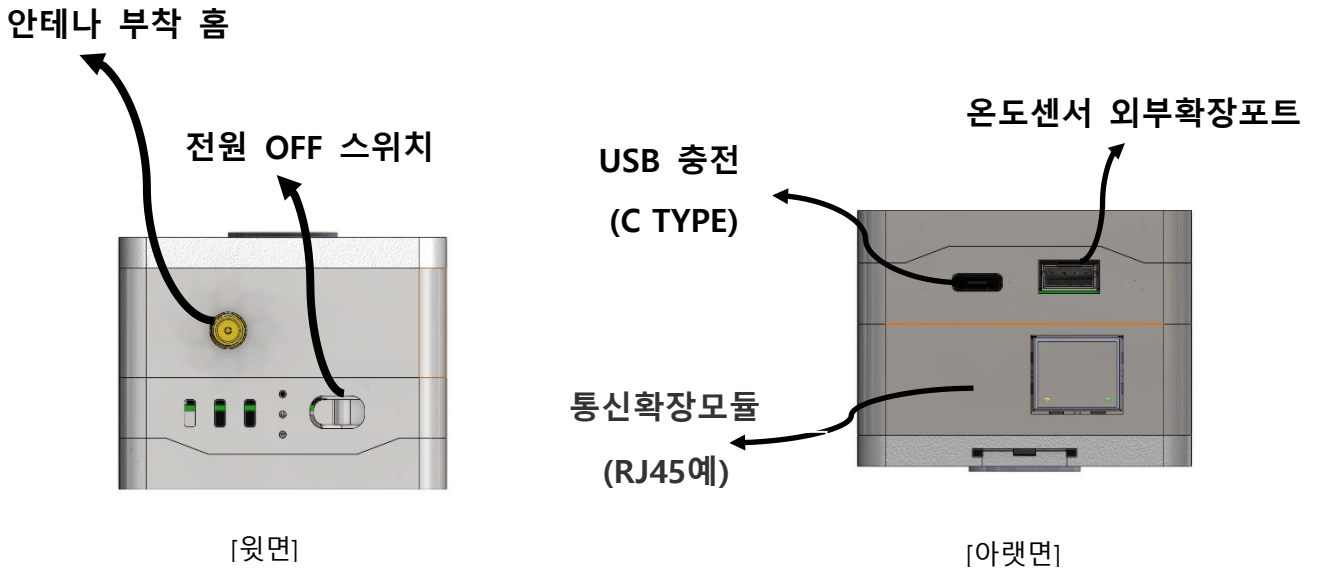 안테나 부착 홈
전원 OFF 스위치
[윗면]
온도센서 외부확장포트
USB 충전
(C TYPE)
통신확장모듈
(RJ45예)
[아랫면]